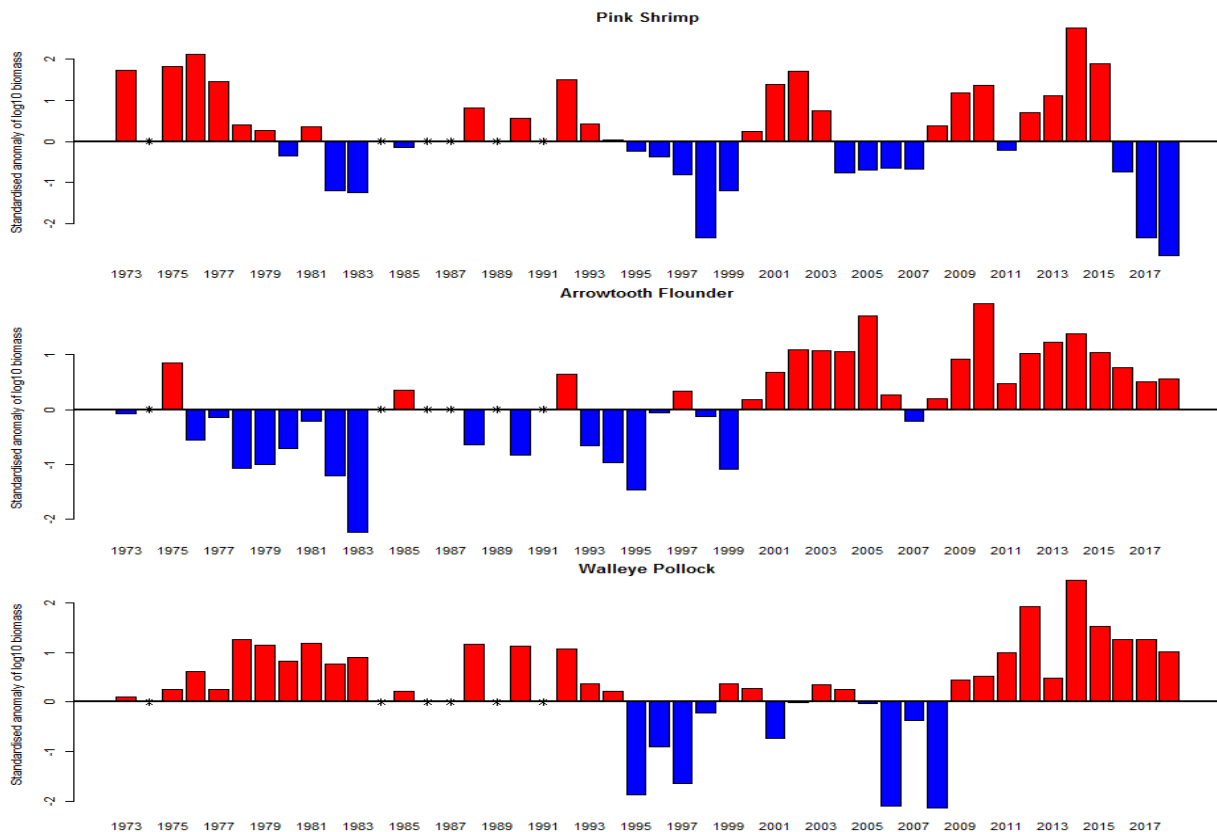 Pink Shrimp
Standardised anomaly of log10 biomass
2
1
0
-1
-2
1973 1975 1977 1979 1981 1983 1985 1987 1989 1991 1993 1995 1997 1999 2001 2003 2005 2007 2009 2011 2013 2015 2017
Arrowtooth Flounder
Standardised anomaly of log10 biomass
1
0
-1
-2
1973 1975 1977 1979 1981 1983 1985 1987 1989 1991 1993 1995 1997 1999 2001 2003 2005 2007 2009 2011 2013 2015 2017
Walleye Pollock
Standardised anomaly of log10 biomass
2
1
0
-1
-2
1973 1975 1977 1979 1981 1983 1985 1987 1989 1991 1993 1995 1997 1999 2001 2003 2005 2007 2009 2011 2013 2015 2017